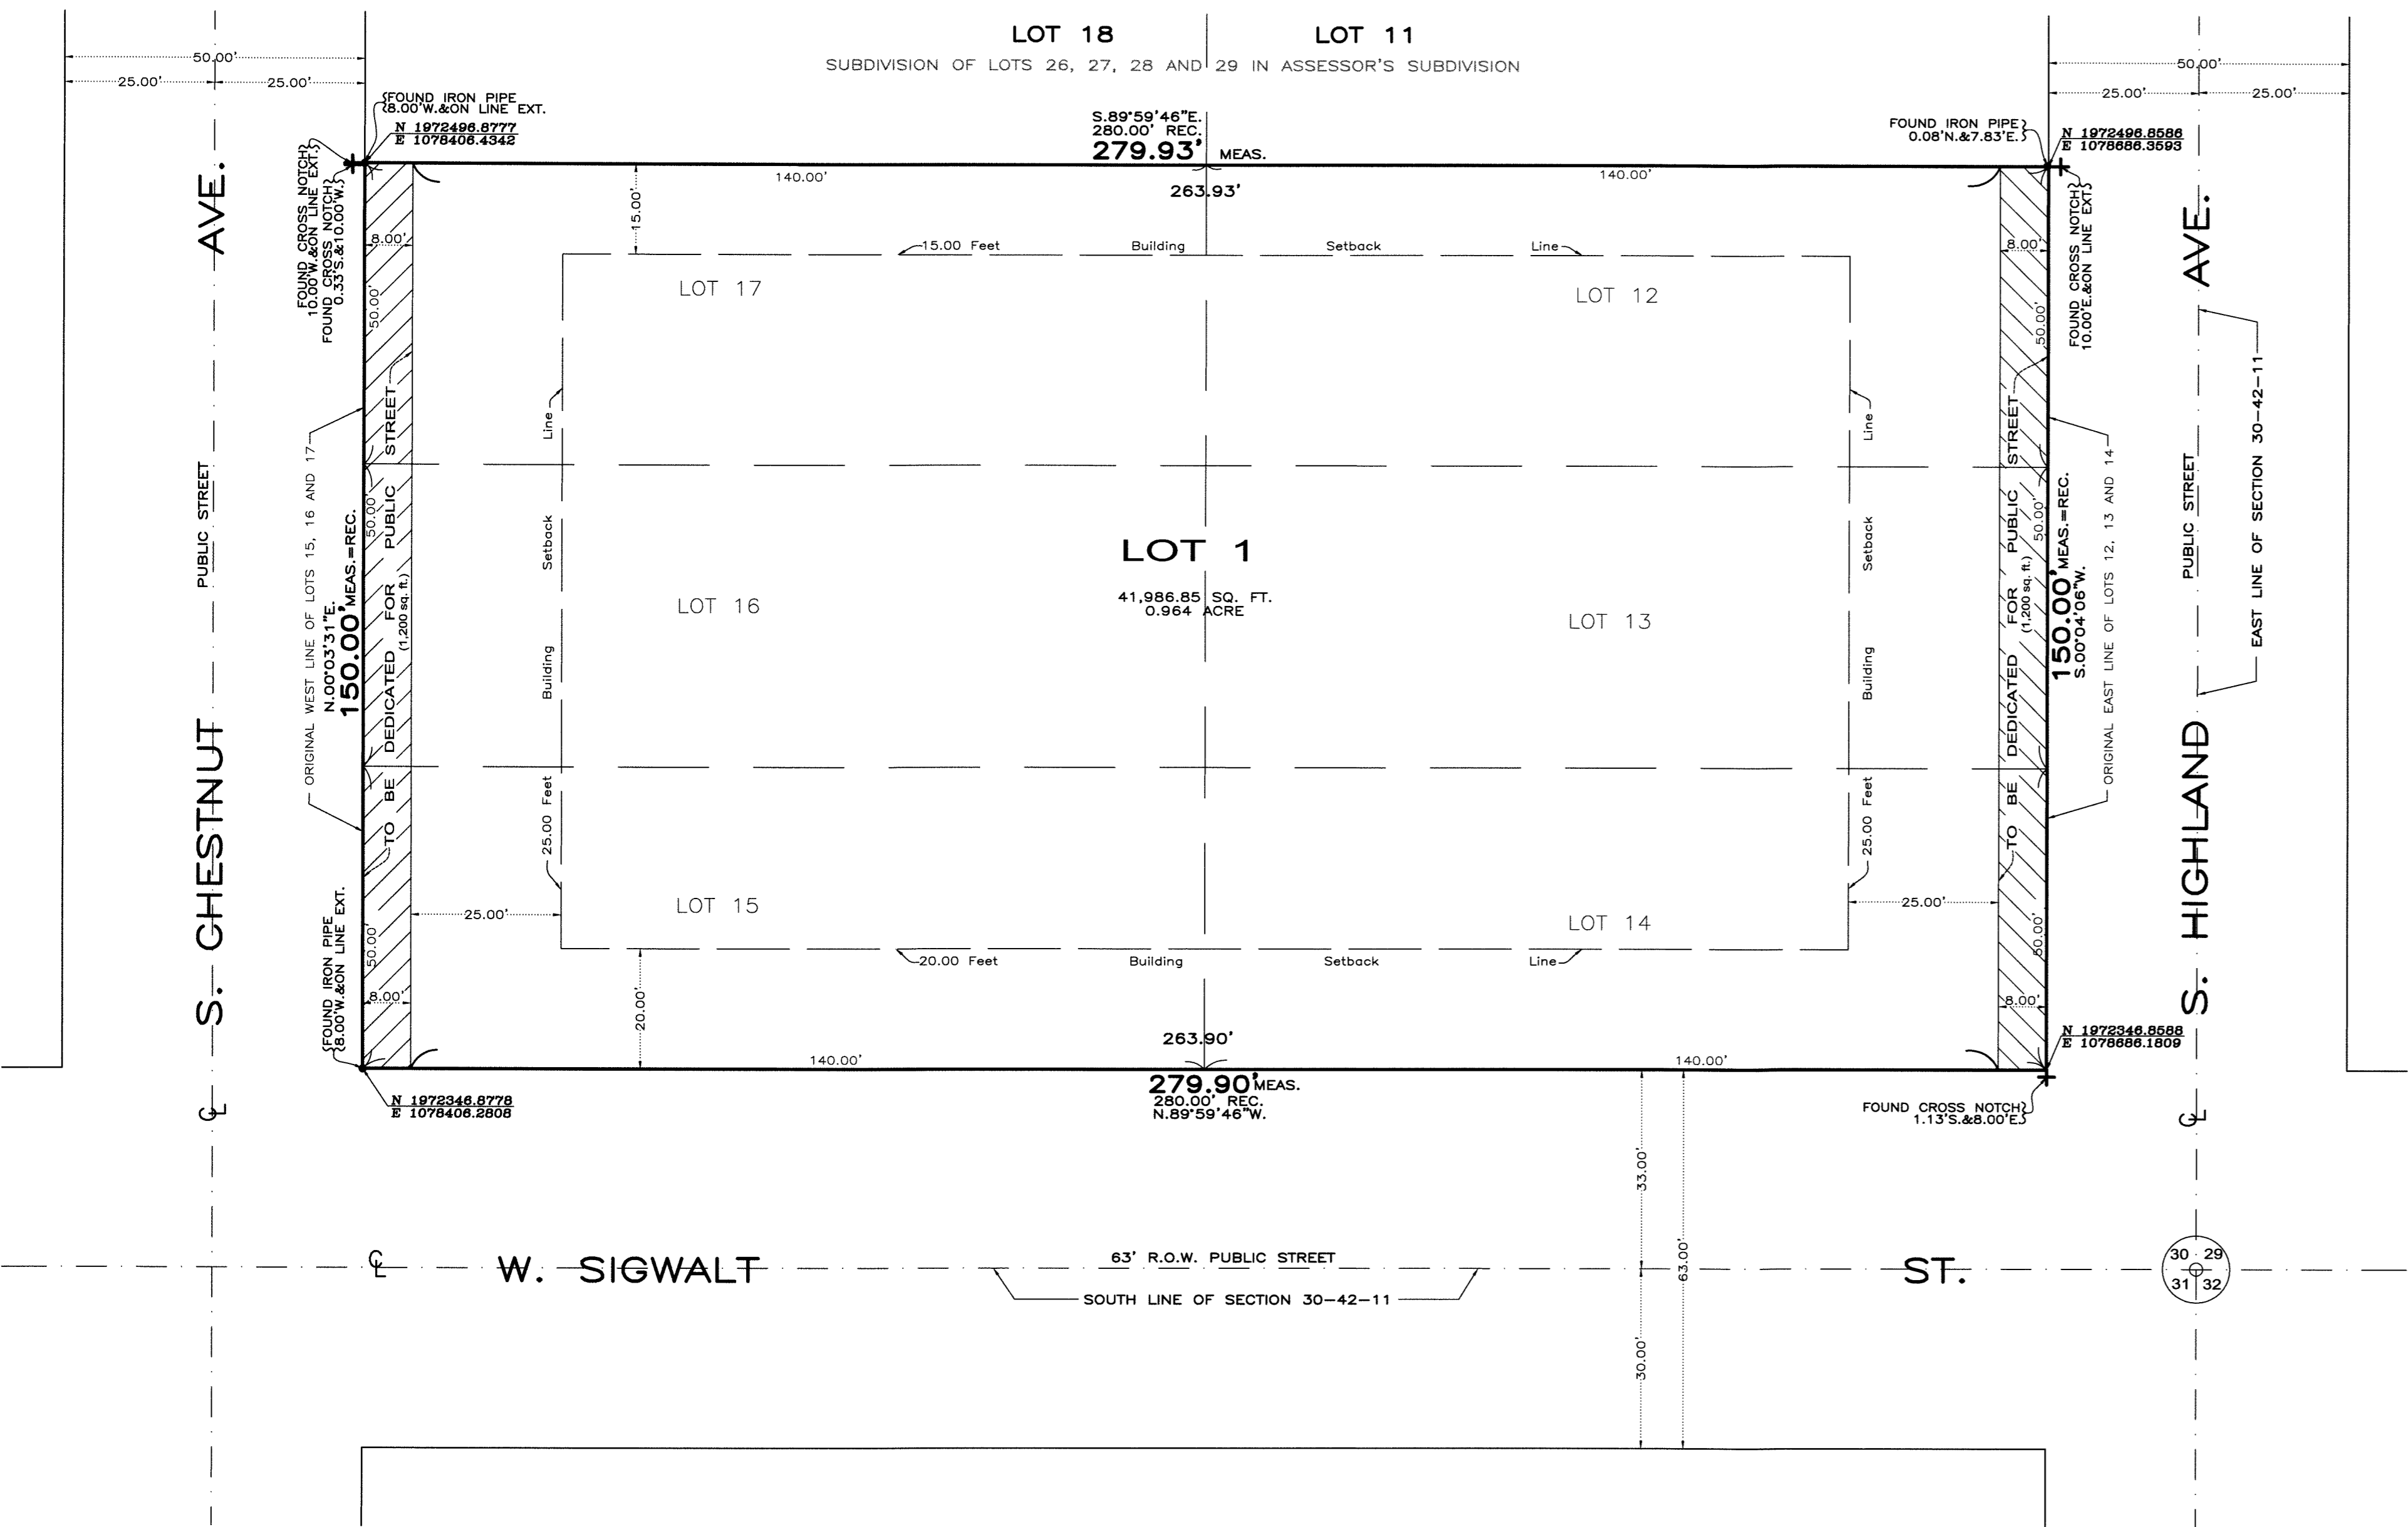 LOT 18
LOT 11
SUBDIVISION OF LOTS 26, 27, 28 AND 29 IN ASSESSOR'S SUBDIVISION
50.00'
25.00'
25.00'
50.00'
25.00'
25.00'
FOUND IRON PIPE
8.00'W.&ON LINE EXT.
N 1972496.8777
E 1078406.4342
S.89°59'46"E.
280.00' REC.
279.93' MEAS.
FOUND IRON PIPE
0.08'N.&7.83'E.
N 1972496.8586
E 1078686.3593
FOUND CROSS NOTCH
10.00'W.&ON LINE EXT.
FOUND CROSS NOTCH
0.33'S.&10.00'W.
FOUND CROSS NOTCH
10.00'E.&ON LINE EXT
140.00'
140.00'
263.93'
15.00'
8.00'
8.00'
15.00 Feet Building Setback Line
LOT 17
LOT 12
50.00'
50.00'
S. CHESTNUT AVE.
PUBLIC STREET
ORIGINAL WEST LINE OF LOTS 15, 16 AND 17
N.00°03'31"E.
150.00' MEAS.=REC.
50.00'
TO BE DEDICATED FOR PUBLIC STREET
(1,200 sq. ft.)
25.00 Feet Building Setback Line
LOT 1
41,986.85 SQ. FT.
0.964 ACRE
LOT 16
LOT 13
25.00 Feet Building Setback Line
TO BE DEDICATED FOR PUBLIC STREET
(1,200 sq. ft.)
50.00'
150.00' MEAS.=REC.
S.00°04'06"W.
ORIGINAL EAST LINE OF LOTS 12, 13 AND 14
PUBLIC STREET
S. HIGHLAND AVE.
EAST LINE OF SECTION 30-42-11
LOT 15
LOT 14
25.00'
25.00'
50.00'
50.00'
20.00 Feet Building Setback Line
20.00'
8.00'
8.00'
FOUND IRON PIPE
8.00'W.&ON LINE EXT.
263.90'
140.00'
140.00'
279.90' MEAS.
280.00' REC.
N.89°59'46"W.
N 1972346.8778
E 1078406.2808
N 1972346.8588
E 1078686.1809
FOUND CROSS NOTCH
1.13'S.&8.00'E.
CL
CL
33.00'
63.00'
30.00'
CL
W. SIGWALT ST.
63' R.O.W. PUBLIC STREET
SOUTH LINE OF SECTION 30-42-11
30 29
31 32